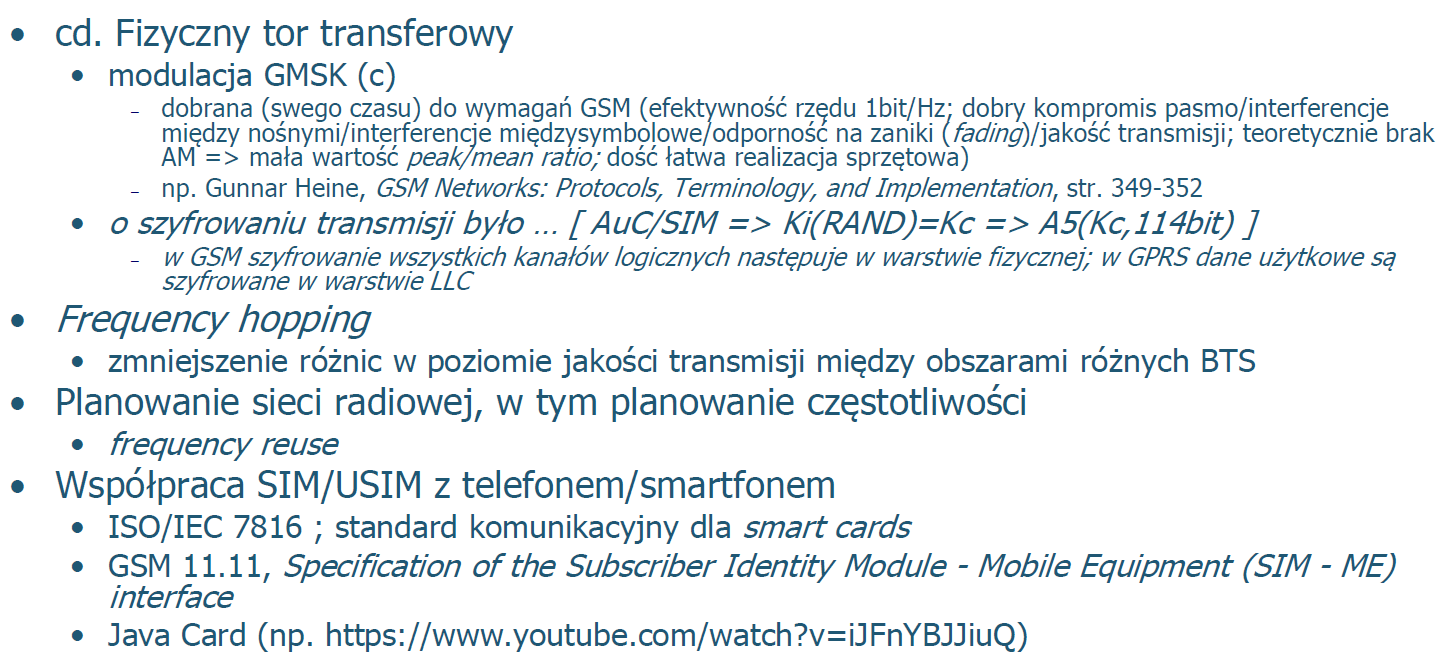 • cd. Fizyczny tor transferowy
• modulacja GMSK (c)
– dobrana (swego czasu) do wymagań GSM (efektywność rzędu 1bit/Hz; dobry kompromis pasmo/interferencje
między nośnymi/interferencje międzysymbolowe/odporność na zaniki (fading)/jakość transmisji; teoretycznie brak
AM => mała wartość peak/mean ratio; dość łatwa realizacja sprzętowa)
– np. Gunnar Heine, GSM Networks: Protocols, Terminology, and Implementation, str. 349-352
• o szyfrowaniu transmisji było ... [ AuC/SIM => Ki(RAND)=Kc => A5(Kc,114bit) ]
– w GSM szyfrowanie wszystkich kanałów logicznych następuje w warstwie fizycznej; w GPRS dane użytkowe są
szyfrowane w warstwie LLC
• Frequency hopping
• zmniejszenie różnic w poziomie jakości transmisji między obszarami różnych BTS
• Planowanie sieci radiowej, w tym planowanie częstotliwości
• frequency reuse
• Współpraca SIM/USIM z telefonem/smartfonem
• ISO/IEC 7816 ; standard komunikacyjny dla smart cards
• GSM 11.11, Specification of the Subscriber Identity Module - Mobile Equipment (SIM - ME)
interface
• Java Card (np. https://www.youtube.com/watch?v=iJFnYBJJiuQ)